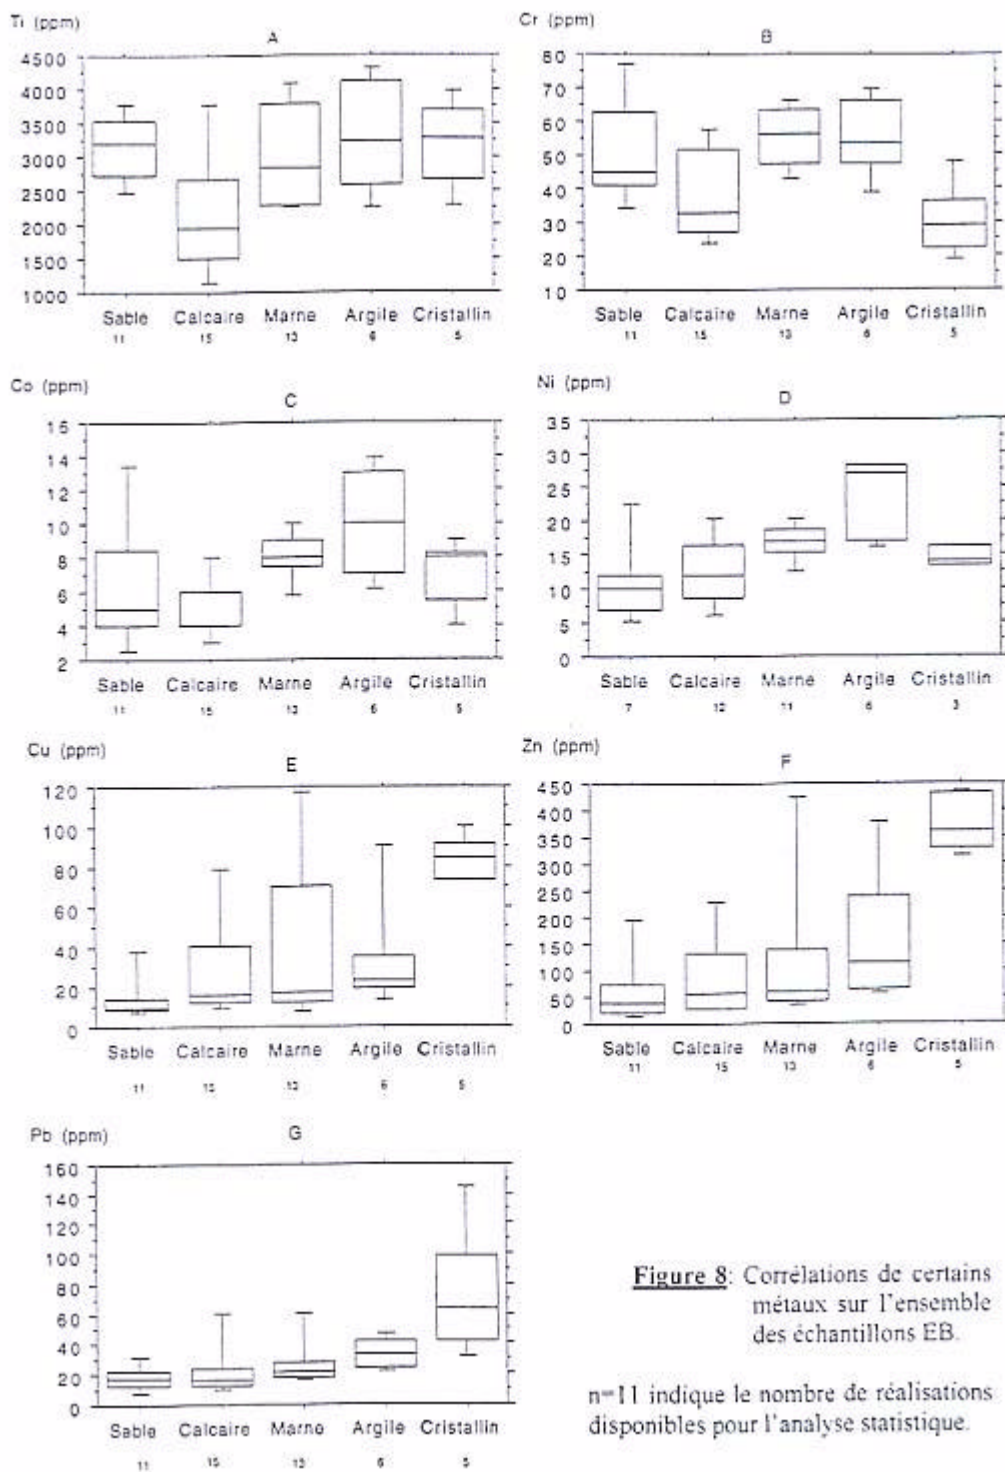 Ti (ppm) A
4500
4000
3500
3000
2500
2000
1500
1000
Sable Calcaire Marne Argile Cristallin
11 15 13 6 5
Cr (ppm) B
80
70
60
50
40
30
20
10
Sable Calcaire Marne Argile Cristallin
11 15 13 6 5
Co (ppm) C
16
14
12
10
8
6
4
2
Sable Calcaire Marne Argile Cristallin
11 15 13 6 5
Ni (ppm) D
35
30
25
20
15
10
5
0
Sable Calcaire Marne Argile Cristallin
7 12 11 6 3
Cu (ppm) E
120
100
80
60
40
20
0
Sable Calcaire Marne Argile Cristallin
11 15 13 6 5
Zn (ppm) F
450
400
350
300
250
200
150
100
50
0
Sable Calcaire Marne Argile Cristallin
11 15 13 6 5
Pb (ppm) G
160
140
120
100
80
60
40
20
0
Sable Calcaire Marne Argile Cristallin
11 15 13 6 5
Figure 8: Corrélations de certains
métaux sur l'ensemble
des échantillons EB.
n=11 indique le nombre de réalisations
disponibles pour l'analyse statistique.